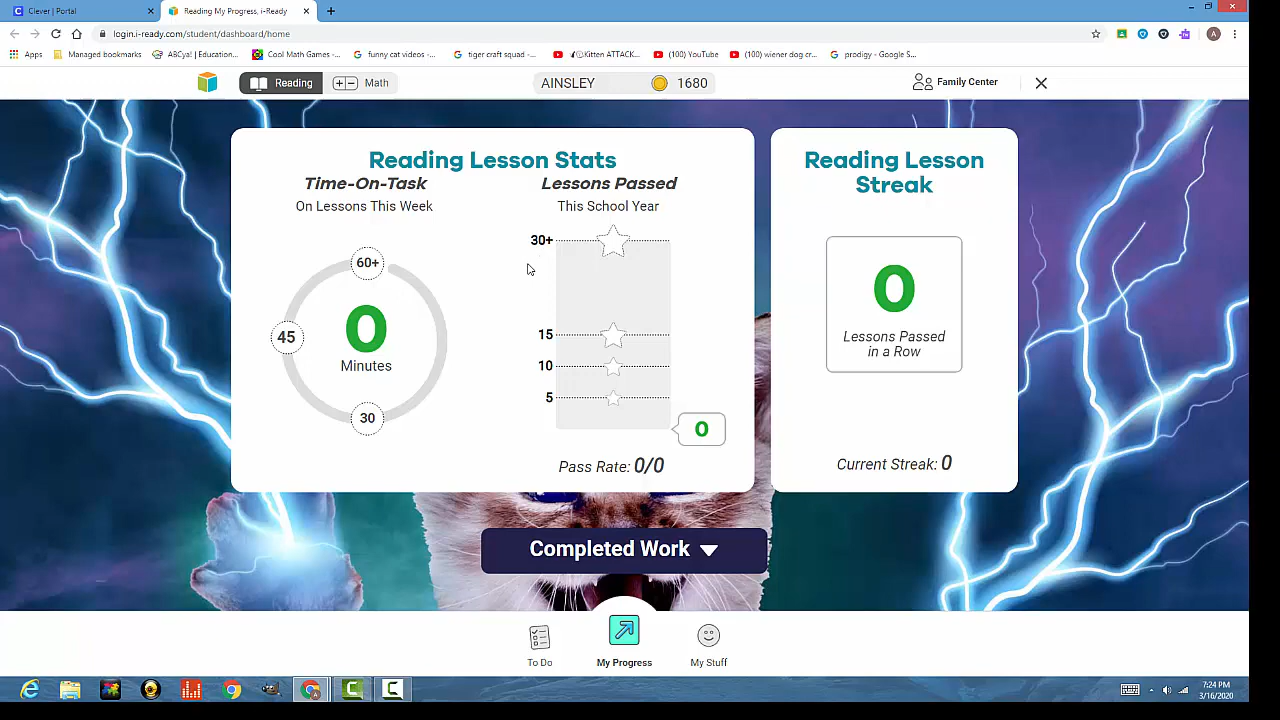 Clever | Portal
Reading My Progress, i-Ready
login.i-ready.com/student/dashboard/home
A
Apps
Managed bookmarks
ABCya! | Education...
Cool Math Games -...
funny cat videos -...
tiger craft squad -...
Kitten ATTACK...
(100) YouTube
(100) wiener dog cr...
prodigy - Google S...
Reading
Math
AINSLEY
1680
Family Center
Reading Lesson Stats
Time-On-Task
On Lessons This Week
60+
45
0
Minutes
30
Lessons Passed
This School Year
30+
15
10
5
0
Pass Rate: 0/0
Reading Lesson
Streak
0
Lessons Passed
in a Row
Current Streak: 0
Completed Work
To Do
My Progress
My Stuff
7:24 PM
3/16/2020